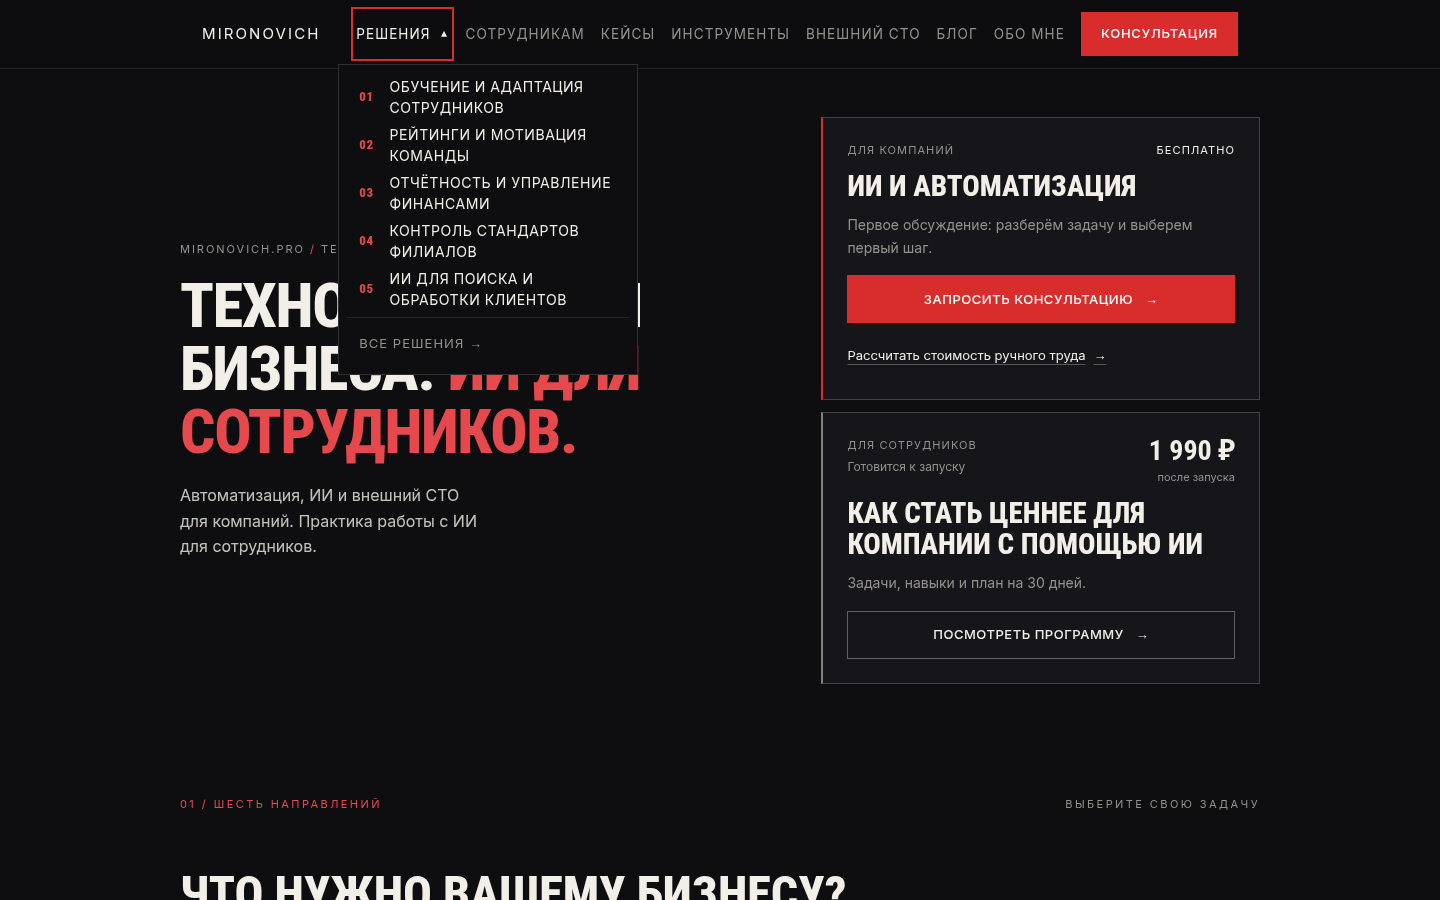 MIRONOVICH
РЕШЕНИЯ ▲
СОТРУДНИКАМ
КЕЙСЫ
ИНСТРУМЕНТЫ
ВНЕШНИЙ СТО
БЛОГ
ОБО МНЕ
КОНСУЛЬТАЦИЯ
01 ОБУЧЕНИЕ И АДАПТАЦИЯ
СОТРУДНИКОВ
02 РЕЙТИНГИ И МОТИВАЦИЯ
КОМАНДЫ
03 ОТЧЁТНОСТЬ И УПРАВЛЕНИЕ
ФИНАНСАМИ
04 КОНТРОЛЬ СТАНДАРТОВ
ФИЛИАЛОВ
05 ИИ ДЛЯ ПОИСКА И
ОБРАБОТКИ КЛИЕНТОВ
ВСЕ РЕШЕНИЯ →
MIRONOVICH.PRO /
БИЗНЕСА. ИИ ДЛЯ
СОТРУДНИКОВ.
Автоматизация, ИИ и внешний СТО
для компаний. Практика работы с ИИ
для сотрудников.
ДЛЯ КОМПАНИЙ
БЕСПЛАТНО
ИИ И АВТОМАТИЗАЦИЯ
Первое обсуждение: разберём задачу и выберем
первый шаг.
ЗАПРОСИТЬ КОНСУЛЬТАЦИЮ →
Рассчитать стоимость ручного труда →
ДЛЯ СОТРУДНИКОВ
Готовится к запуску
1 990 ₽
после запуска
КАК СТАТЬ ЦЕННЕЕ ДЛЯ
КОМПАНИИ С ПОМОЩЬЮ ИИ
Задачи, навыки и план на 30 дней.
ПОСМОТРЕТЬ ПРОГРАММУ →
01 / ШЕСТЬ НАПРАВЛЕНИЙ
ВЫБЕРИТЕ СВОЮ ЗАДАЧУ
ЧТО НУЖНО ВАШЕМУ БИЗНЕСУ?